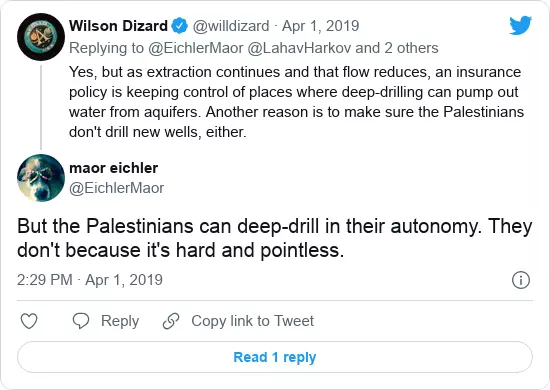 Wilson Dizard @willdizard · Apr 1, 2019
Replying to @EichlerMaor @LahavHarkov and 2 others
Yes, but as extraction continues and that flow reduces, an insurance
policy is keeping control of places where deep-drilling can pump out
water from aquifers. Another reason is to make sure the Palestinians
don't drill new wells, either.
maor eichler
@EichlerMaor
But the Palestinians can deep-drill in their autonomy. They
don't because it's hard and pointless.
2:29 PM · Apr 1, 2019
Reply Copy link to Tweet
Read 1 reply